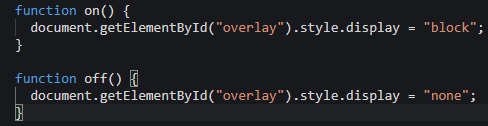 function on() {
  document.getElementById("overlay").style.display = "block";
}

function off() {
  document.getElementById("overlay").style.display = "none";
}